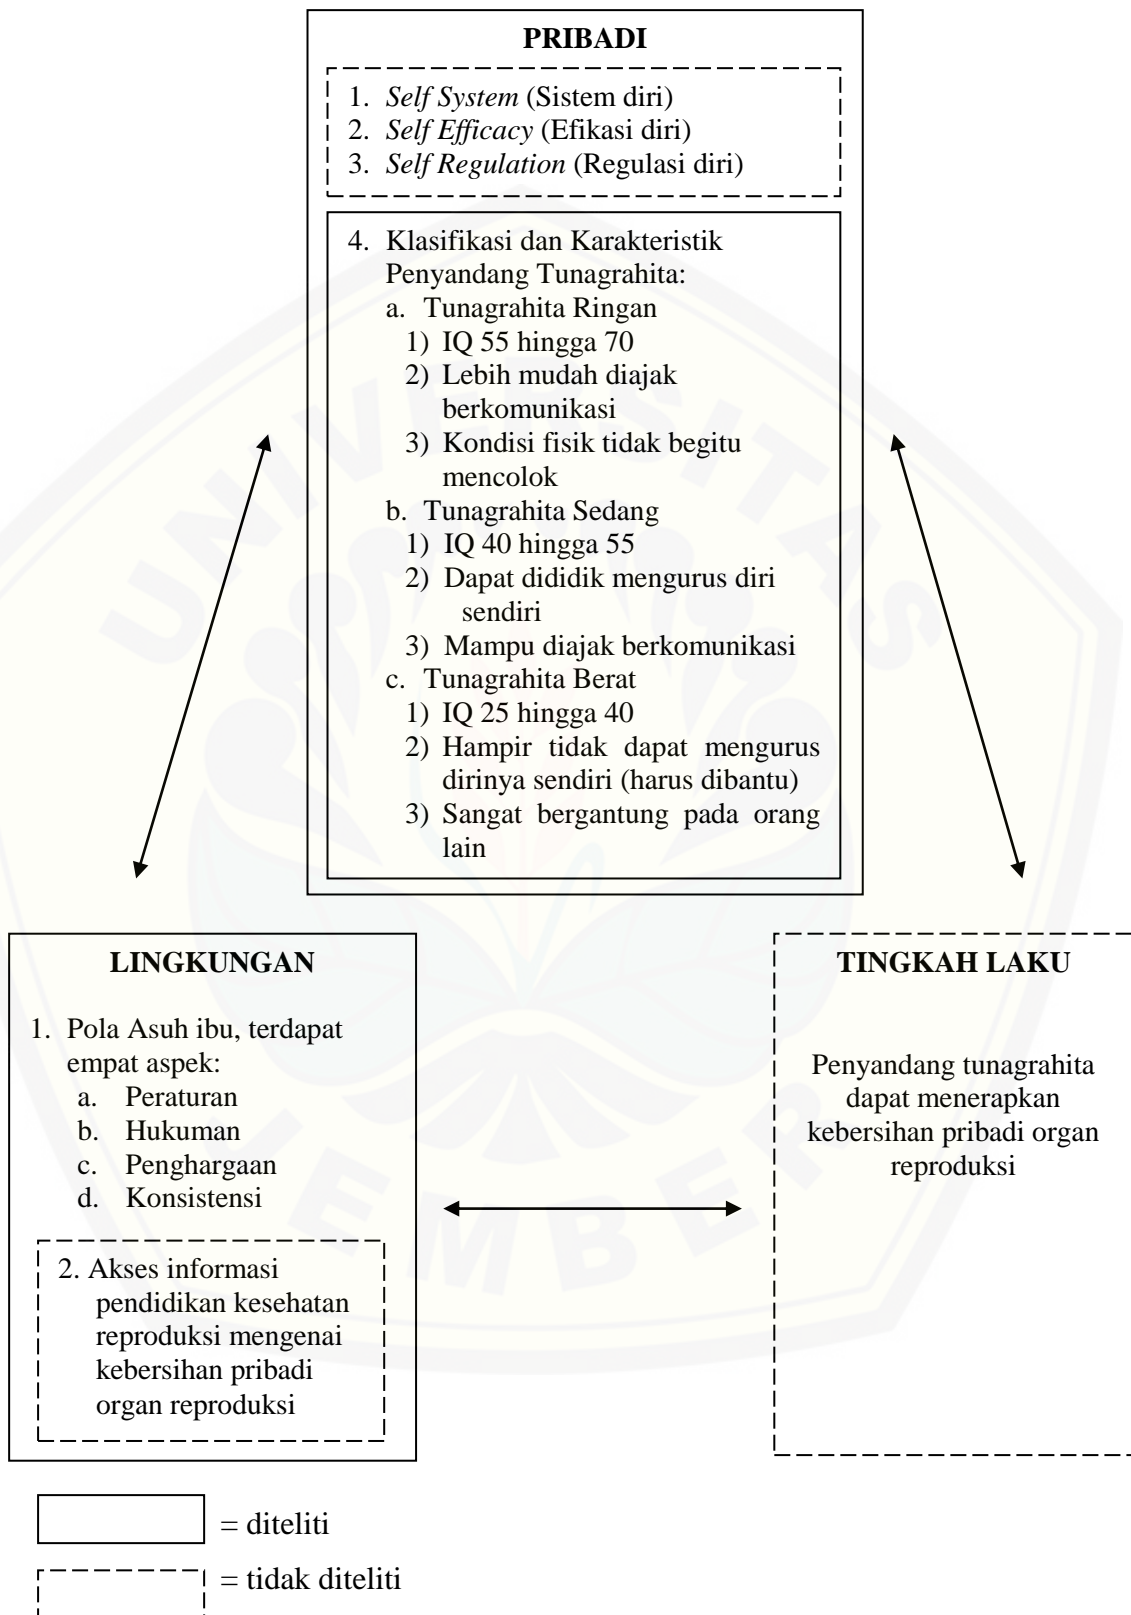 PRIBADI
1. Self System (Sistem diri)
2. Self Efficacy (Efikasi diri)
3. Self Regulation (Regulasi diri)
4. Klasifikasi dan Karakteristik
Penyandang Tunagrahita:
a. Tunagrahita Ringan
1) IQ 55 hingga 70
2) Lebih mudah diajak
berkomunikasi
3) Kondisi fisik tidak begitu
mencolok
b. Tunagrahita Sedang
1) IQ 40 hingga 55
2) Dapat dididik mengurus diri
sendiri
3) Mampu diajak berkomunikasi
c. Tunagrahita Berat
1) IQ 25 hingga 40
2) Hampir tidak dapat mengurus
dirinya sendiri (harus dibantu)
3) Sangat bergantung pada orang
lain
LINGKUNGAN
1. Pola Asuh ibu, terdapat
empat aspek:
a. Peraturan
b. Hukuman
c. Penghargaan
d. Konsistensi
2. Akses informasi
pendidikan kesehatan
reproduksi mengenai
kebersihan pribadi
organ reproduksi
TINGKAH LAKU
Penyandang tunagrahita
dapat menerapkan
kebersihan pribadi organ
reproduksi
= diteliti
= tidak diteliti
UNIVERSITAS
JEMBER